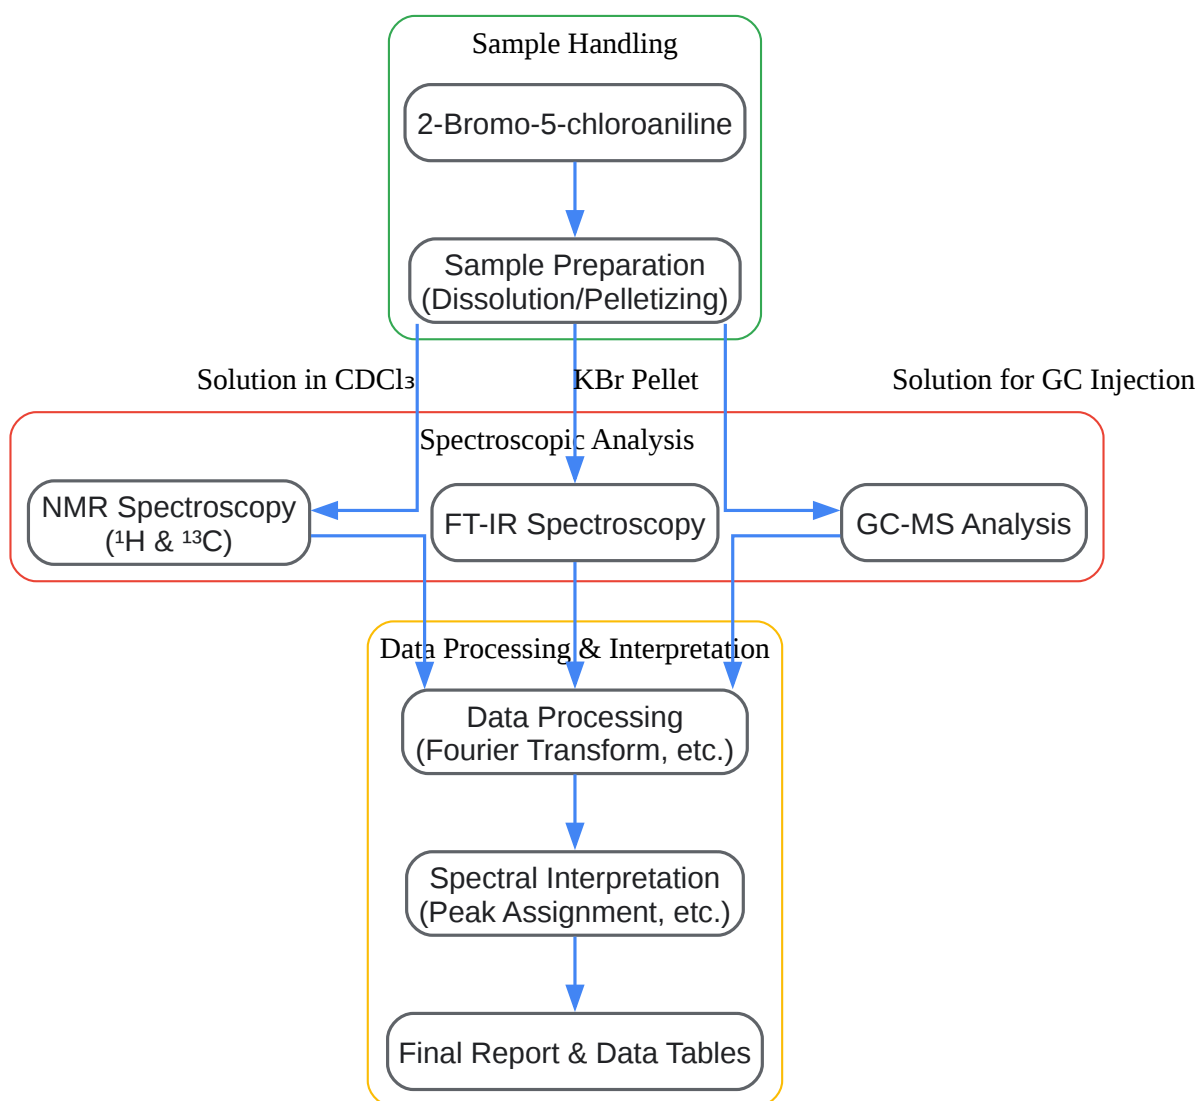 Sample Handling
2-Bromo-5-chloroaniline
Sample Preparation
(Dissolution/Pelletizing)
Solution in CDCl₃
KBr Pellet
Solution for GC Injection
Spectroscopic Analysis
NMR Spectroscopy
(¹H & ¹³C)
FT-IR Spectroscopy
GC-MS Analysis
Data Processing & Interpretation
Data Processing
(Fourier Transform, etc.)
Spectral Interpretation
(Peak Assignment, etc.)
Final Report & Data Tables